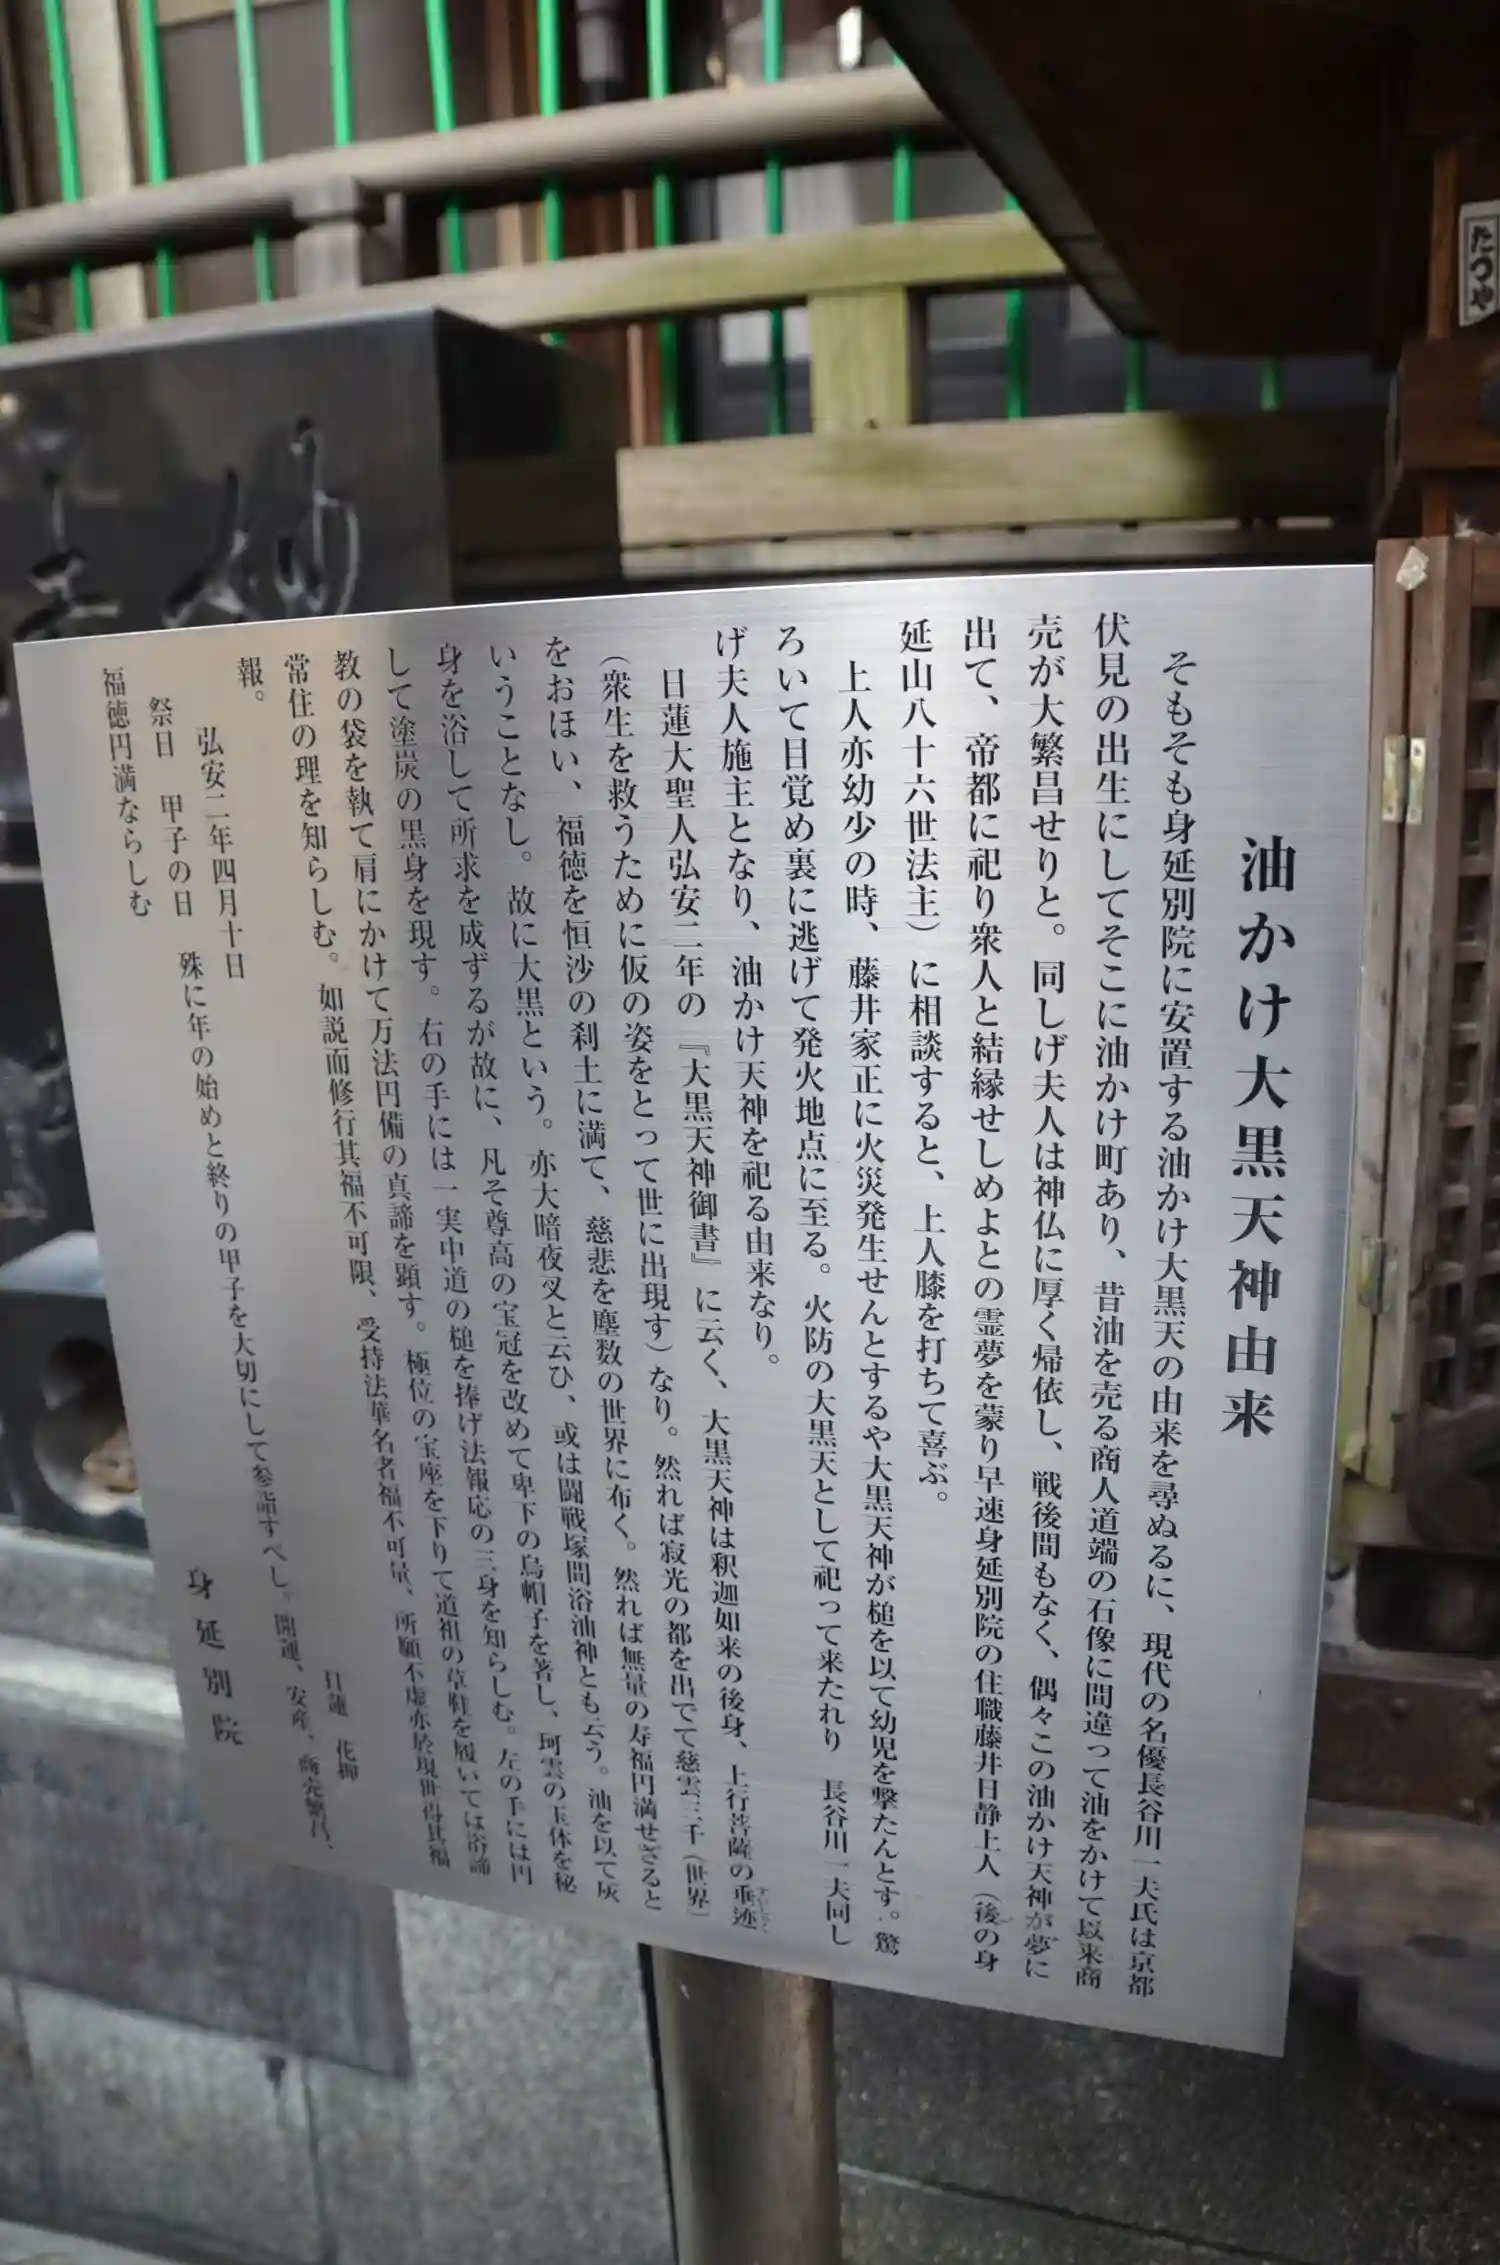 油かけ大黒天神由来
そもそも身延別院に安置する油かけ大黒天の由来を尋ぬるに、現代の名優長谷川一夫氏は京都
伏見の出生にしてそこに油かけ町あり、昔油を売る商人道端の石像に間違って油をかけて以来商
売が大繁昌せりと。同しげ夫人は神仏に厚く帰依し、戦後間もなく、偶々この油かけ天神が夢に
出て、帝都に祀り衆人と結縁せしめよとの霊夢を蒙り早速身延別院の住職藤井日静上人（後の身
延山八十六世法主）に相談すると、上人膝を打ちて喜ぶ。
上人亦幼少の時、藤井家正に火災発生せんとするや大黒天神が槌を以て幼児を撃たんとす。驚
ろいて目覚め裏に逃げて発火地点に至る。火防の大黒天として祀って来たれり　長谷川一夫同し
げ夫人施主となり、油かけ天神を祀る由来なり。
日蓮大聖人弘安二年の『大黒天神御書』に云く、大黒天神は釈迦如来の後身、上行菩薩の垂迹
（衆生を救うために仮の姿をとって世に出現す）なり。然れば寂光の都を出でて慈雲三千（世界）
をおほい、福徳を恒沙の刹土に満て、慈悲を塵数の世界に布く。然れば無量の寿福円満せざると
いうことなし。故に大黒という。亦大暗夜叉と云ひ、或は闘戦塚間浴油神とも云う。油を以て灰
身を浴して所求を成ずるが故に、凡そ尊高の宝冠を改めて卑下の烏帽子を著し、珂雲の玉体を秘
して塗炭の黒身を現す。右の手には一実中道の槌を捧げ法報応の三身を知らしむ。左の手には円
教の袋を執て肩にかけて万法円備の真諦を顕す。極位の宝座を下りて道祖の草鞋を履いては浴諦
常住の理を知らしむ。如説而修行其福不可限、受持法華名者福不可量、所願不虚亦於現世得其福
報。
弘安二年四月十日　日蓮　花押
祭日　甲子の日　殊に年の始めと終りの甲子を大切にして参詣すべし。開運、安産、商売繁昌、
福徳円満ならしむ
身延別院
たつや